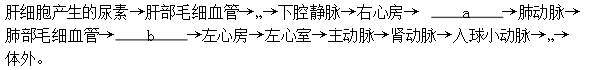 肝细胞产生的尿素→肝部毛细血管→„→下腔静脉→右心房→ a →肺动脉→
肺部毛细血管→ b →左心房→左心室→主动脉→肾动脉→入球小动脉→„→
体外。